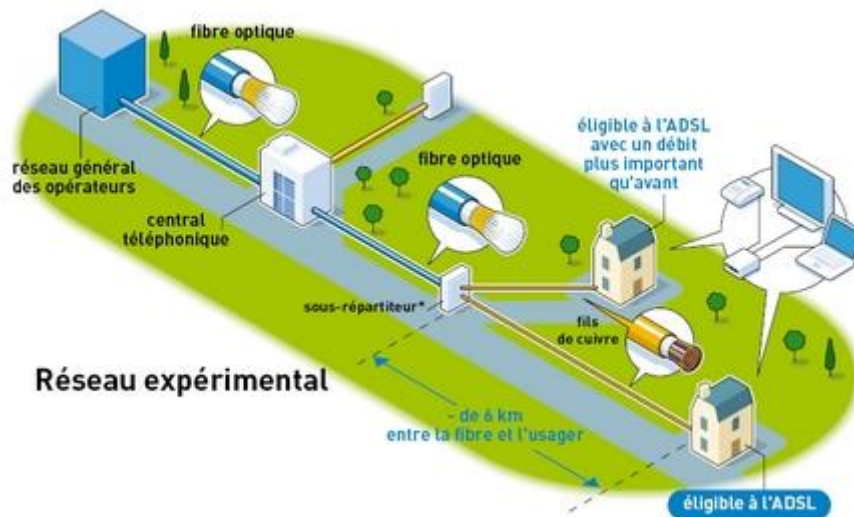 fibre optique
réseau général
des opérateurs
central
téléphonique
fibre optique
éligible à l'ADSL
avec un débit
plus important
qu'avant
sous-répartiteur*
fils
de cuivre
Réseau expérimental
- de 6 km
entre la fibre et l'usager
éligible à l'ADSL